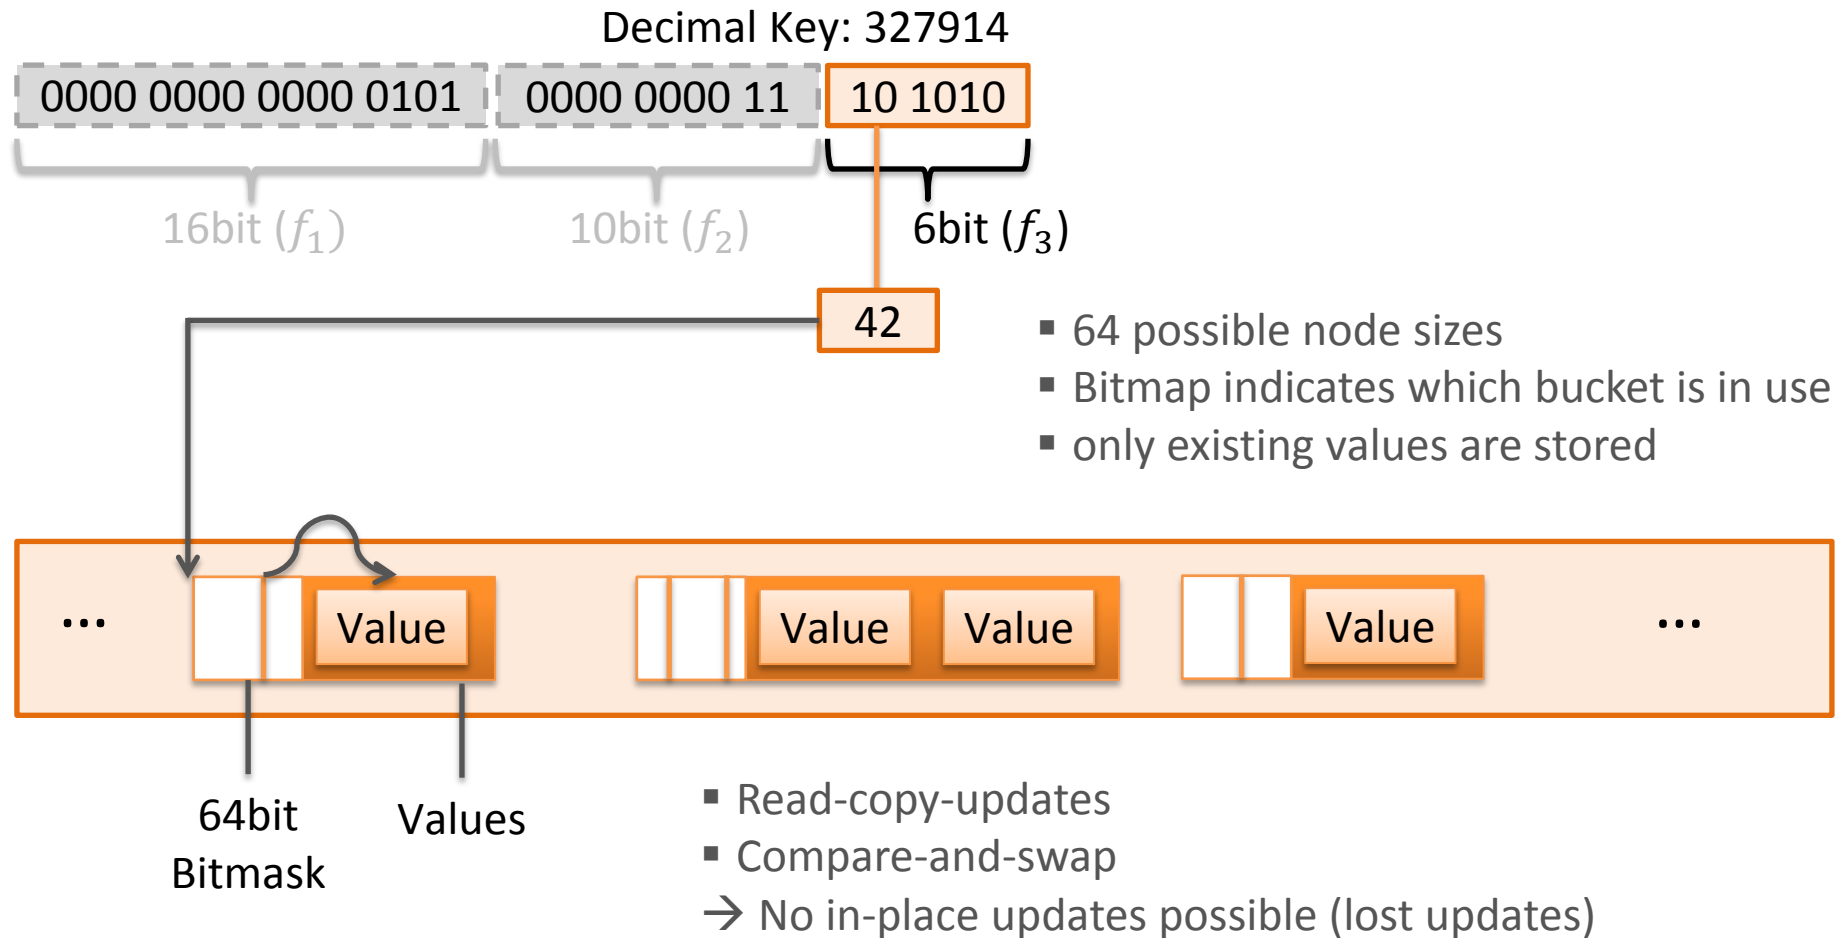 Decimal Key: 327914
0000 0000 0000 0101 0000 0000 11 10 1010
16bit (f₁) 10bit (f₂) 6bit (f₃)
42
▪ 64 possible node sizes
▪ Bitmap indicates which bucket is in use
▪ only existing values are stored
... Value Value Value Value ...
64bit Bitmask
Values
▪ Read-copy-updates
▪ Compare-and-swap
→ No in-place updates possible (lost updates)